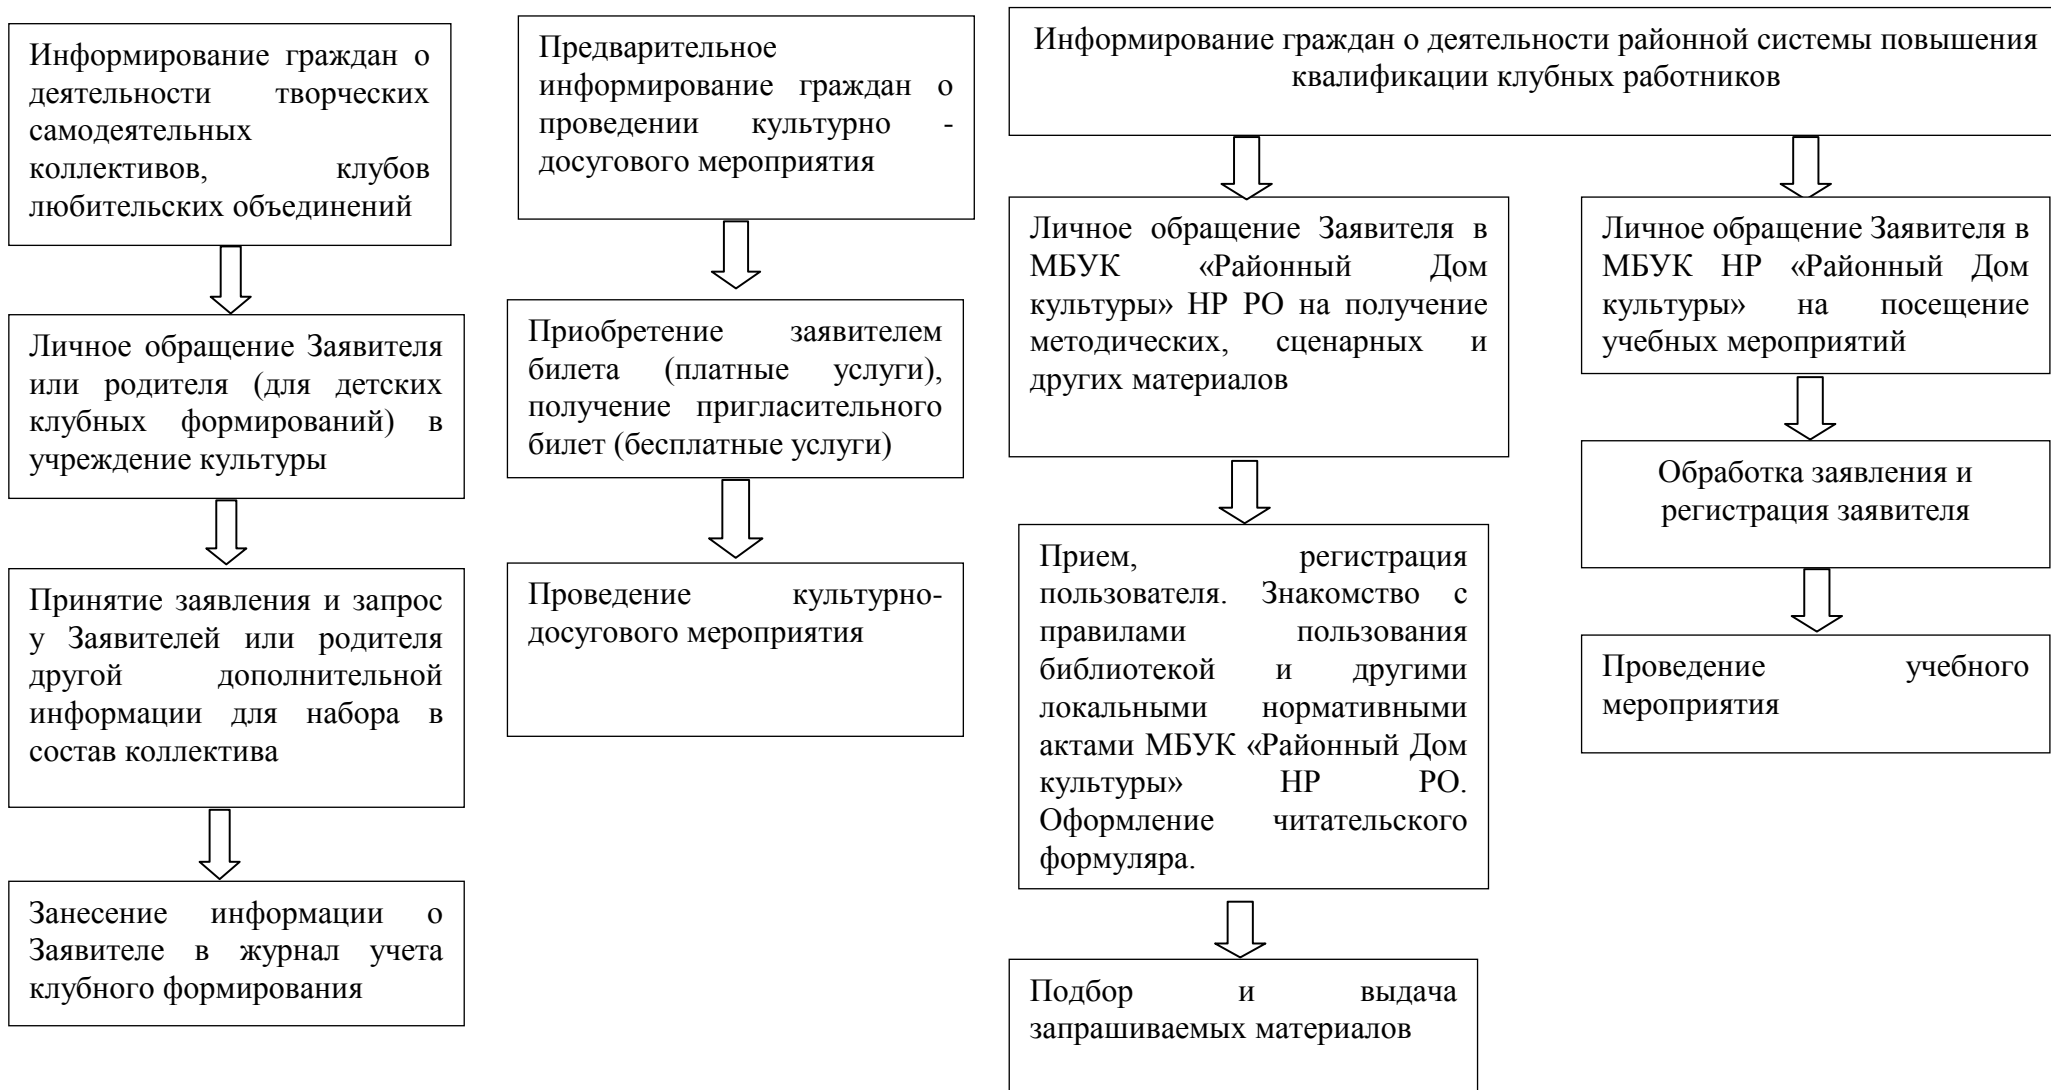 Информирование граждан о
деятельности творческих
самодеятельных
коллективов, клубов
любительских объединений
Личное обращение Заявителя
или родителя (для детских
клубных формирований) в
учреждение культуры
Принятие заявления и запрос
у Заявителей или родителя
другой дополнительной
информации для набора в
состав коллектива
Занесение информации о
Заявителе в журнал учета
клубного формирования
Предварительное
информирование граждан о
проведении культурно -
досугового мероприятия
Приобретение заявителем
билета (платные услуги),
получение пригласительного
билет (бесплатные услуги)
Проведение культурно-
досугового мероприятия
Информирование граждан о деятельности районной системы повышения
квалификации клубных работников
Личное обращение Заявителя в
МБУК «Районный Дом
культуры» НР РО на получение
методических, сценарных и
других материалов
Прием, регистрация
пользователя. Знакомство с
правилами пользования
библиотекой и другими
локальными нормативными
актами МБУК «Районный Дом
культуры» НР РО.
Оформление читательского
формуляра.
Подбор и выдача
запрашиваемых материалов
Личное обращение Заявителя в
МБУК НР «Районный Дом
культуры» на посещение
учебных мероприятий
Обработка заявления и
регистрация заявителя
Проведение учебного
мероприятия